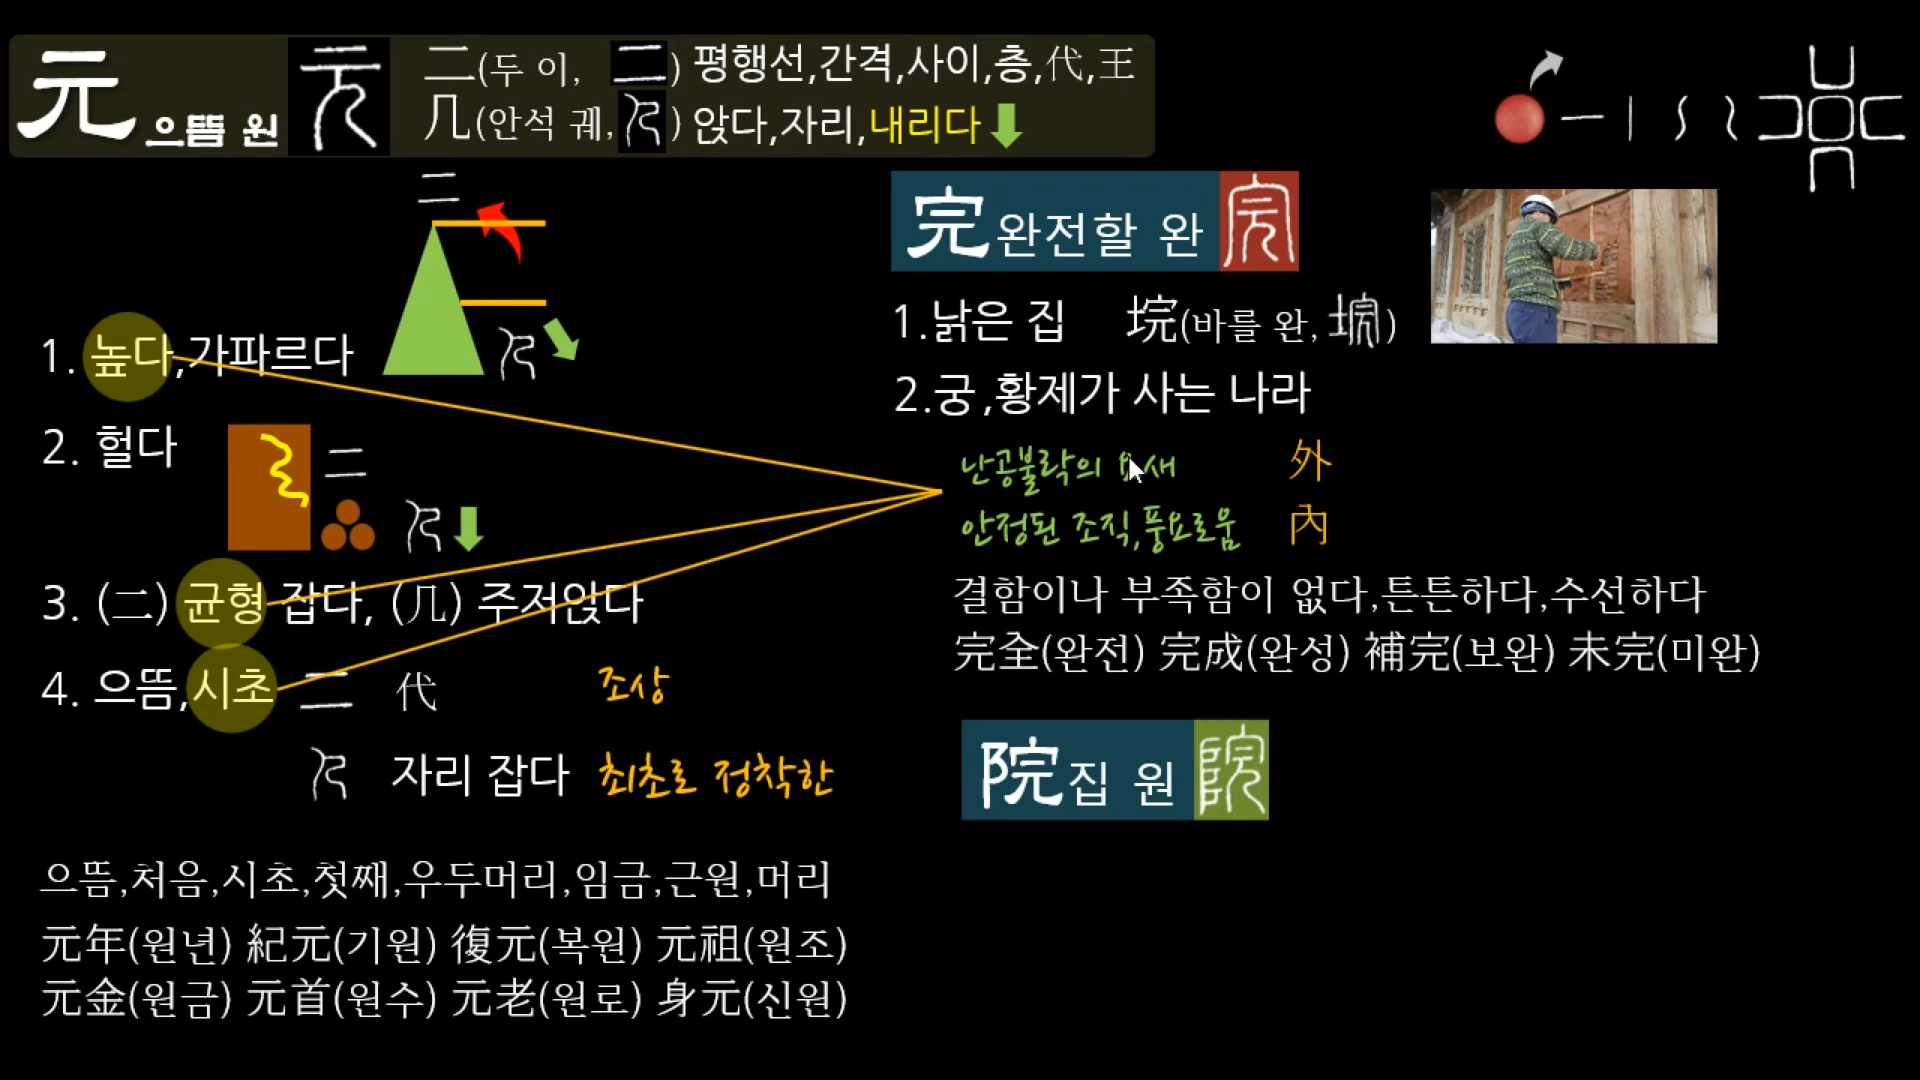 元 으뜸 원
二(두 이, 二) 평행선,간격,사이,층,代,王
几(안석 궤, 几) 앉다,자리,내리다
二
1. 높다,가파르다
几
2. 헐다
二
几
3. (二) 균형 잡다, (几) 주저앉다
4. 으뜸,시초 二 代 조상
几 자리 잡다 최초로 정착한
으뜸,처음,시초,첫째,우두머리,임금,근원,머리
元年(원년) 紀元(기원) 復元(복원) 元祖(원조)
元金(원금) 元首(원수) 元老(원로) 身元(신원)
完 완전할 완 完
1.낡은 집 垸(바를 완, 垸)
2.궁,황제가 사는 나라
난공불락의 요새 外
안정된 조직,풍요로움 內
결함이나 부족함이 없다,튼튼하다,수선하다
完全(완전) 完成(완성) 補完(보완) 未完(미완)
院 집 원 院